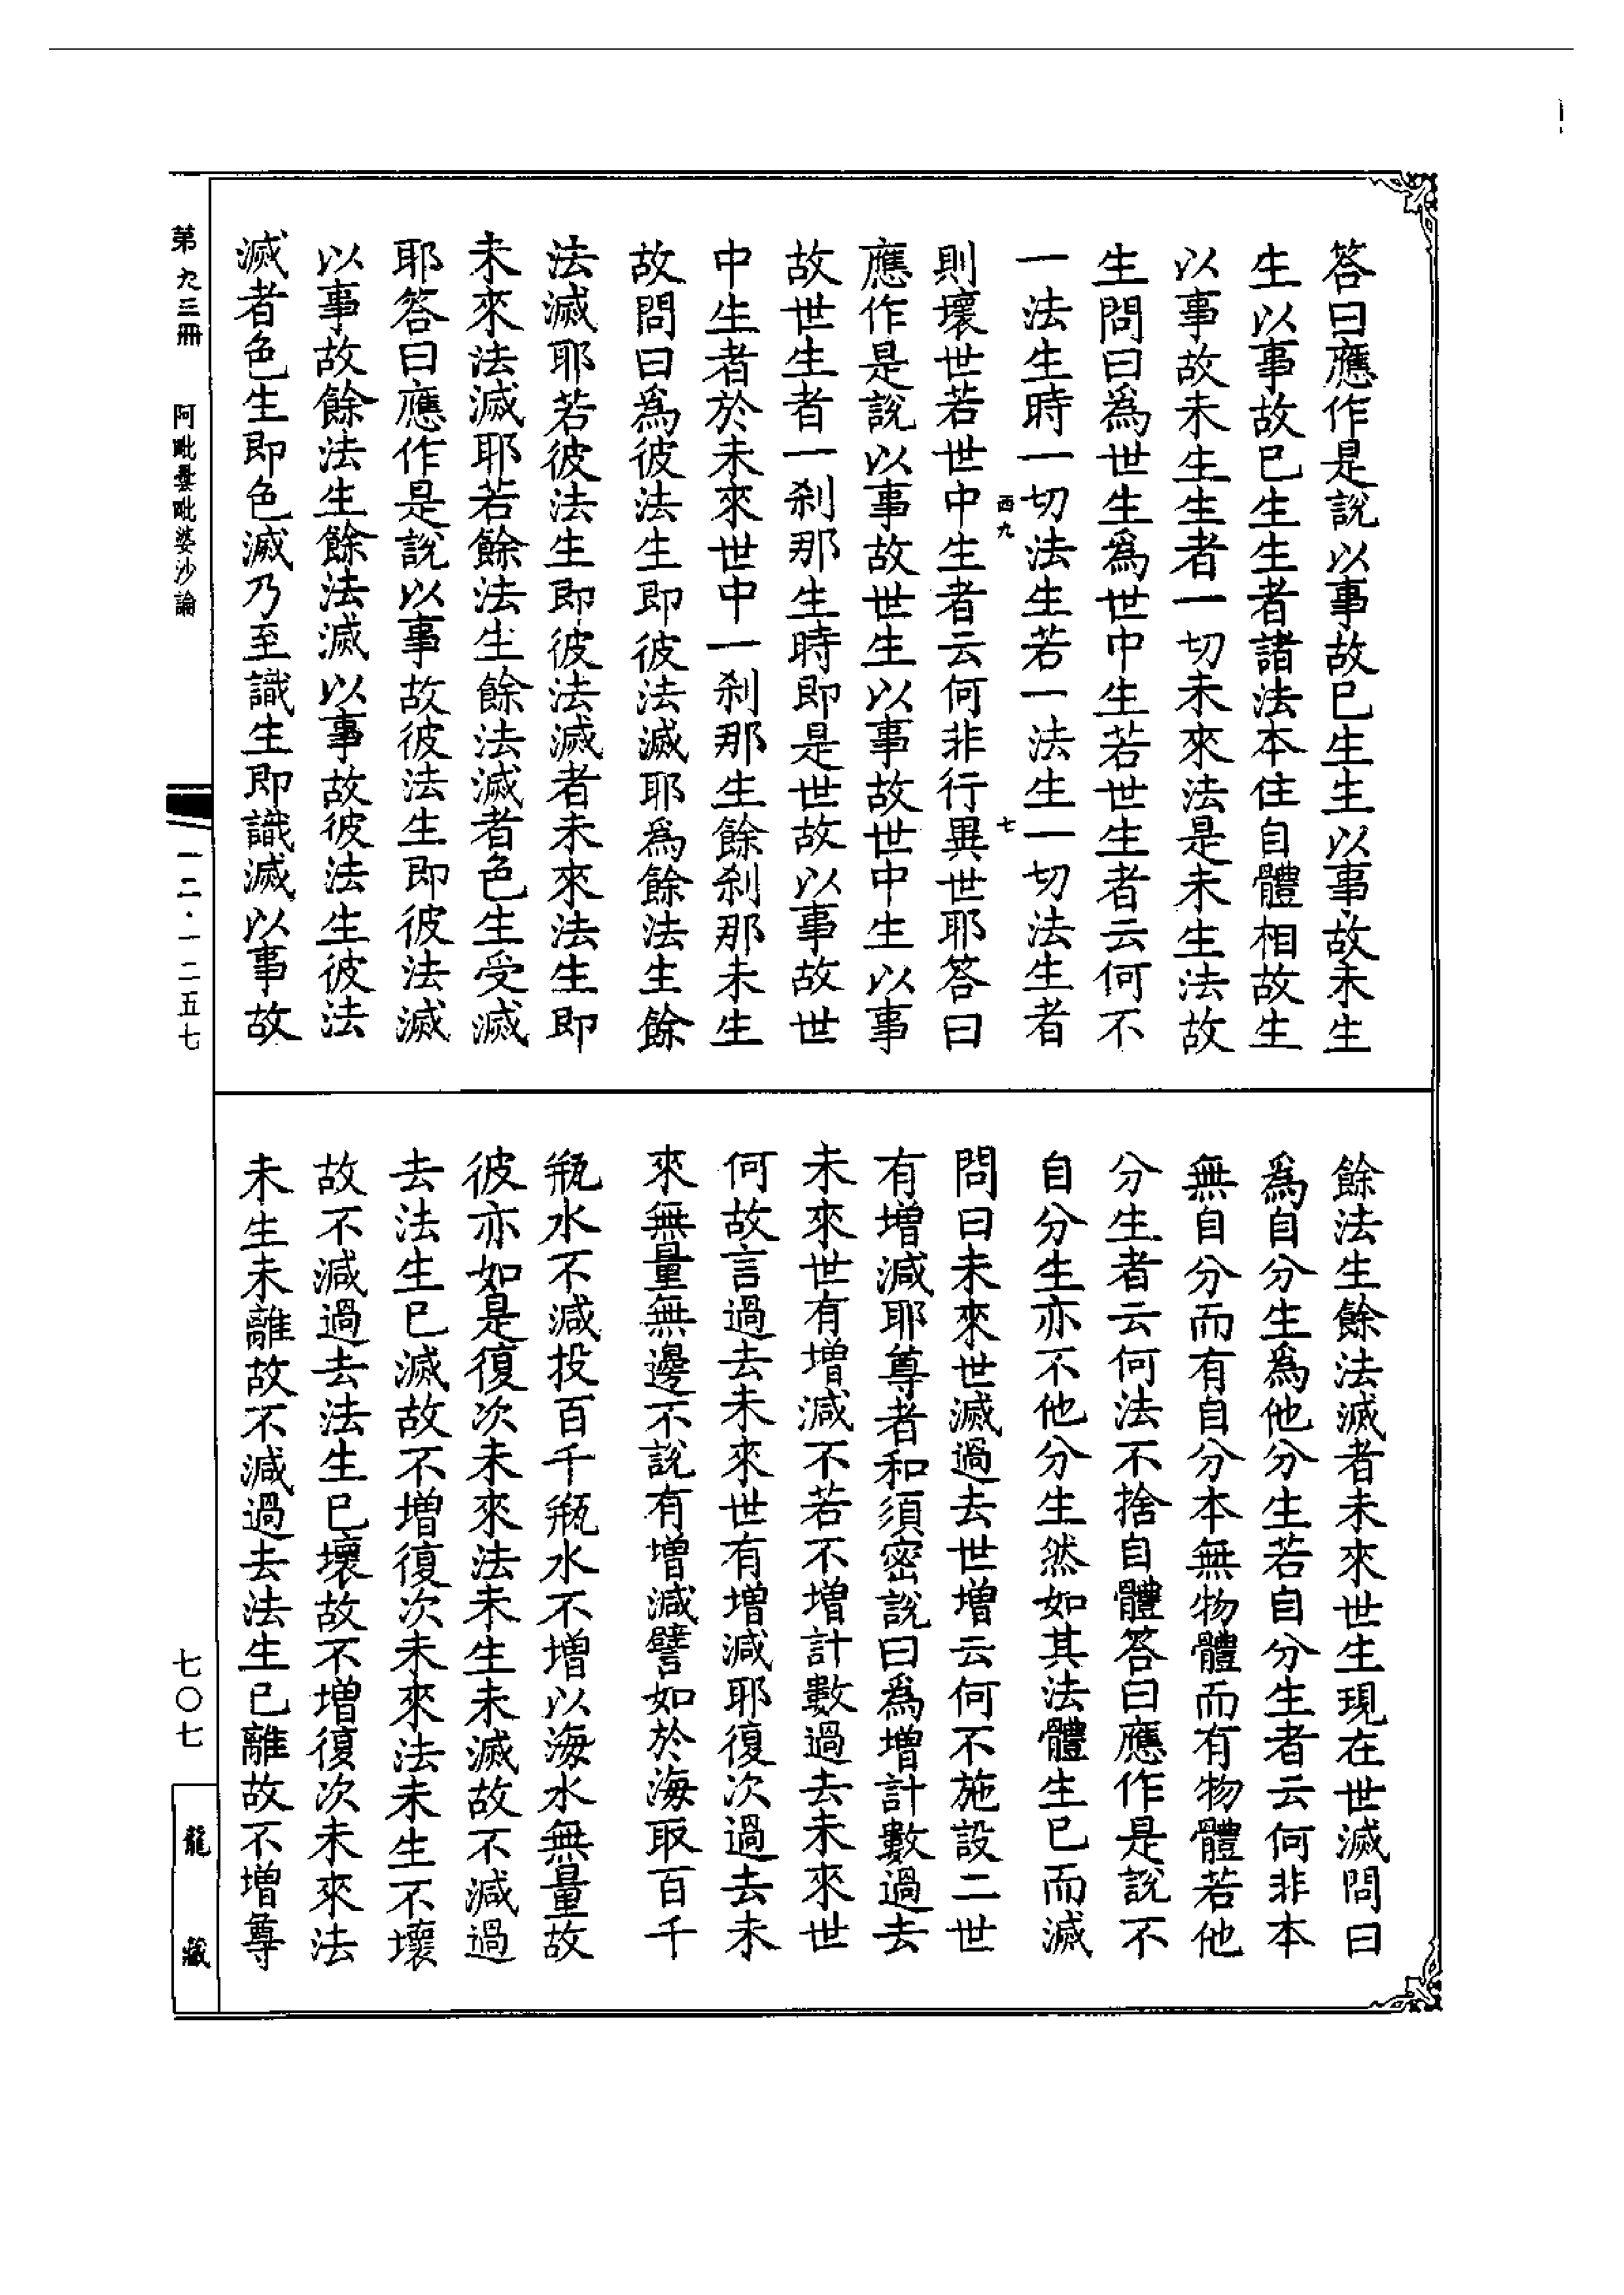 答曰應作是說以事故已生生以事故未生
生以事故已生生者諸法本住自體相故生
以事故未生生者一切未來法是未生法故
生問曰爲世生爲世中生若世生者云何不
一法生時一切法生若一法生一切法生者
西九
七
則壞世若世中生者云何非行異世耶答曰
應作是說以事故世生以事故世中生以事
故世生者一刹那生時即是世故以事故世
中生者於未來世中一刹那生餘刹那未生
故問曰爲彼法生即彼法滅耶爲餘法生餘
法滅耶若彼法生即彼法滅者未來法生即
未來法滅耶若餘法生餘法滅者色生受滅
耶答曰應作是說以事故彼法生即彼法滅
以事故餘法生餘法滅以事故彼法生彼法
滅者色生即色滅乃至識生即識滅以事故
餘法生餘法滅者未來世生現在世滅問曰
爲自分生爲他分生若自分生者云何非本
無自分而有自分本無物體而有物體若他
分生者云何法不捨自體答曰應作是說不
自分生亦不他分生然如其法體生已而滅
問曰未來世滅過去世增云何不施設二世
有增減耶尊者和須密說曰爲增計數過去
未來世有增減不若不增計數過去未來世
何故言過去未來世有增減耶復次過去未
來無量無邊不說有增減譬如於海取百千
瓶水不減投百千瓶水不增以海水無量故
彼亦如是復次未來法未生未滅故不減過
去法生已滅故不增復次未來法未生不壞
故不減過去法生已壞故不增復次未來法
未生未離故不減過去法生已離故不增尊
第九三冊 阿毗曇毗婆沙論
一二·一二五七
七〇七
龍藏